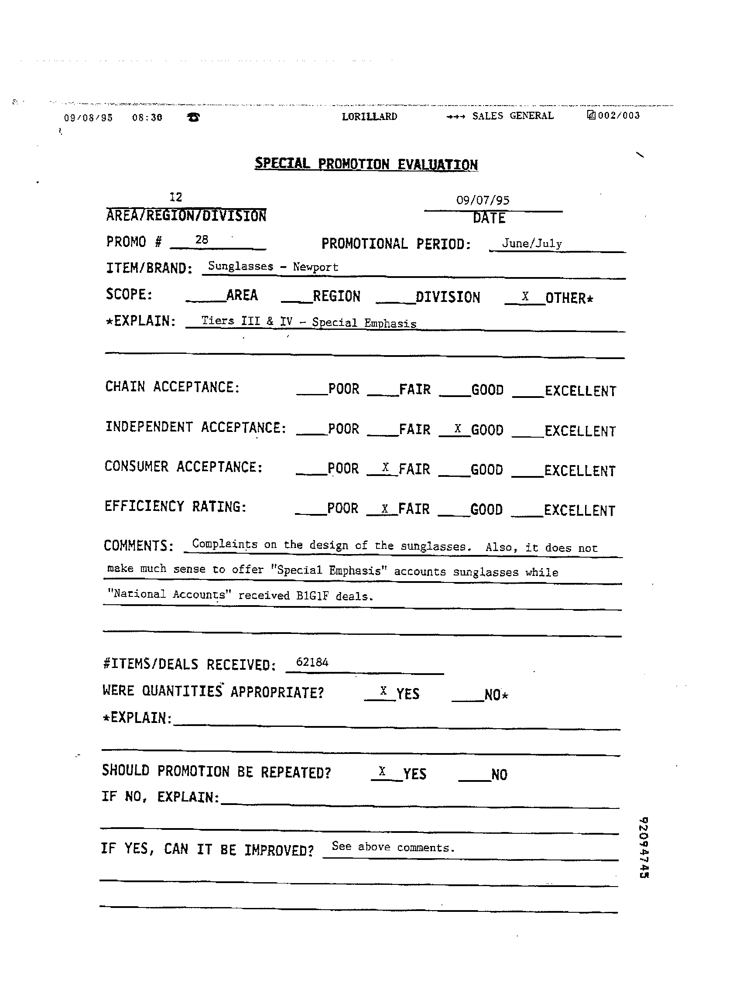 09/08/95 08:30 ☎ LORILLARD →→→ SALES GENERAL 002/003
SPECIAL PROMOTION EVALUATION
12 09/07/95
AREA/REGION/DIVISION DATE
PROMO # 28 PROMOTIONAL PERIOD: June/July
ITEM/BRAND: Sunglasses - Newport
SCOPE: ____AREA ____REGION ____DIVISION X OTHER*
*EXPLAIN: Tiers III & IV - Special Emphasis
CHAIN ACCEPTANCE: ____POOR ____FAIR ____GOOD ____EXCELLENT
INDEPENDENT ACCEPTANCE: ____POOR ____FAIR X GOOD ____EXCELLENT
CONSUMER ACCEPTANCE: ____POOR X FAIR ____GOOD ____EXCELLENT
EFFICIENCY RATING: ____POOR X FAIR ____GOOD ____EXCELLENT
COMMENTS: Complaints on the design of the sunglasses. Also, it does not
make much sense to offer "Special Emphasis" accounts sunglasses while
"National Accounts" received B1G1F deals.
#ITEMS/DEALS RECEIVED: 62184
WERE QUANTITIES APPROPRIATE? X YES ____NO*
*EXPLAIN:
SHOULD PROMOTION BE REPEATED? X YES ____NO
IF NO, EXPLAIN:
IF YES, CAN IT BE IMPROVED? See above comments.
92094745